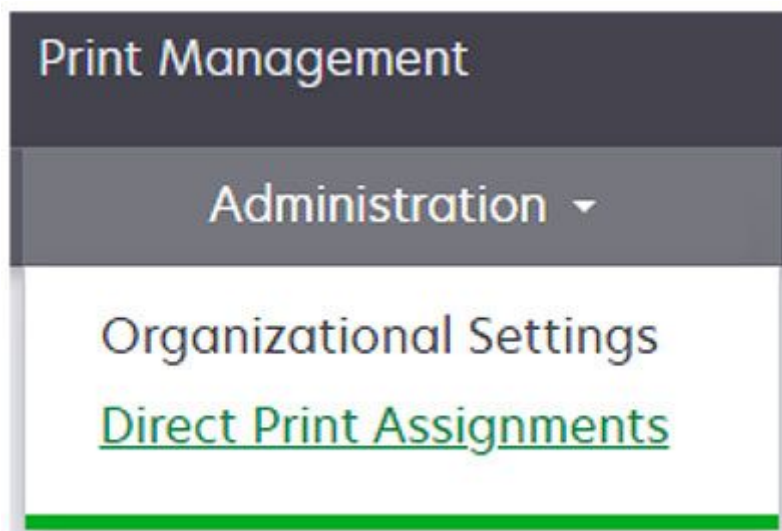 Print Management
Administration
Organizational Settings
Direct Print Assignments